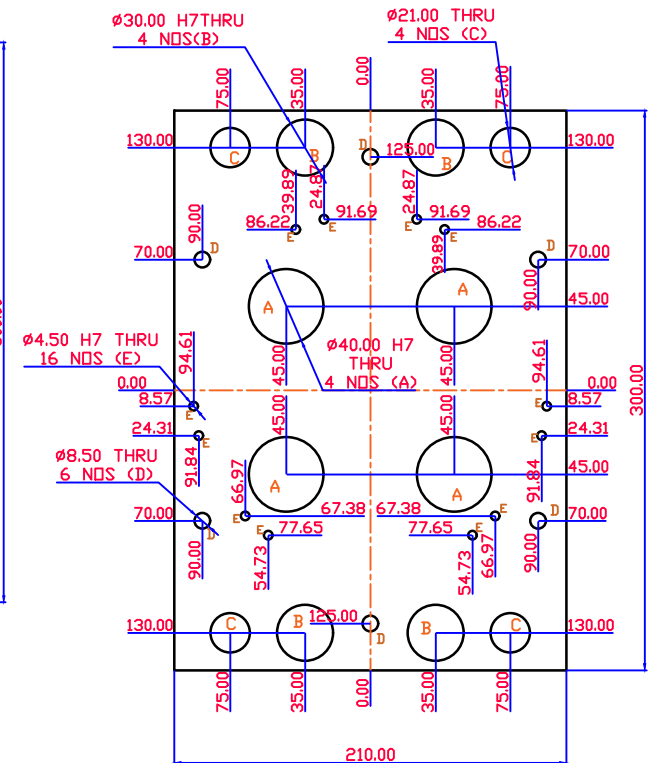 Ø30.00 H7THRU
4 NOS(B)
Ø21.00 THRU
4 NOS (C)
75.00
35.00
0.00
35.00
75.00
130.00
C
B
D
125.00
B
C
130.00
39.89
24.87
24.87
86.22
E
91.69
E
E
91.69
E
86.22
39.89
90.00
D
70.00
D
70.00
90.00
A
A
45.00
Ø4.50 H7 THRU
16 NOS (E)
94.61
45.00
Ø40.00 H7
THRU
4 NOS (A)
45.00
94.61
0.00
0.00
300.00
8.57
E
E
8.57
45.00
45.00
24.31
E
E
24.31
91.84
91.84
Ø8.50 THRU
6 NOS (D)
66.97
A
A
45.00
70.00
D
E
67.38
67.38
D
70.00
E
77.65
77.65
E
66.97
90.00
54.73
54.73
90.00
130.00
C
B
125.00
D
B
C
130.00
75.00
35.00
0.00
35.00
75.00
210.00